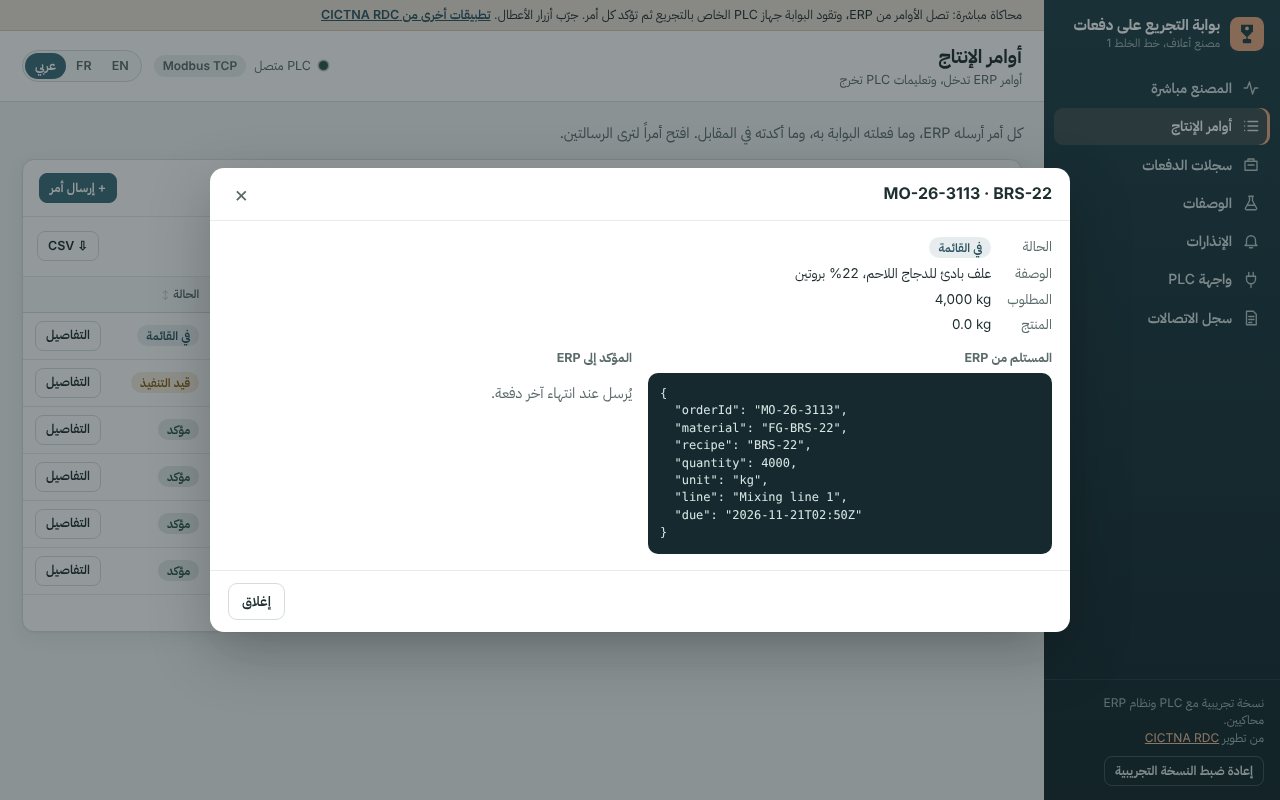 محاكاة مباشرة: تصل الأوامر من ERP، وتقود البوابة جهاز PLC الخاص بالتجريع ثم تؤكد كل أمر. جرّب أزرار الأعطال. تطبيقات أخرى من CICTNA RDC
بوابة التجريع على دفعات
مصنع أعلاف، خط الخلط 1
المصنع مباشرة
أوامر الإنتاج
سجلات الدفعات
الوصفات
الإنذارات
واجهة PLC
سجل الاتصالات
نسخة تجريبية مع PLC ونظام ERP محاكيين.
من تطوير CICTNA RDC
إعادة ضبط النسخة التجريبية
أوامر الإنتاج
أوامر ERP تدخل، وتعليمات PLC تخرج
PLC متصل
Modbus TCP
EN FR عربي
كل أمر أرسله ERP، وما فعلته البوابة به، وما أكدته في المقابل. افتح أمراً لترى الرسالتين.
+ إرسال أمر
CSV ⇩
الحالة ↕
في القائمة التفاصيل
قيد التنفيذ التفاصيل
مؤكد التفاصيل
مؤكد التفاصيل
مؤكد التفاصيل
مؤكد التفاصيل
MO-26-3113 · BRS-22
✕
الحالة في القائمة
الوصفة علف بادئ للدجاج اللاحم، 22% بروتين
المطلوب 4,000 kg
المنتج 0.0 kg
المستلم من ERP
{
"orderId": "MO-26-3113",
"material": "FG-BRS-22",
"recipe": "BRS-22",
"quantity": 4000,
"unit": "kg",
"line": "Mixing line 1",
"due": "2026-11-21T02:50Z"
}
المؤكد إلى ERP
يُرسل عند انتهاء آخر دفعة.
إغلاق